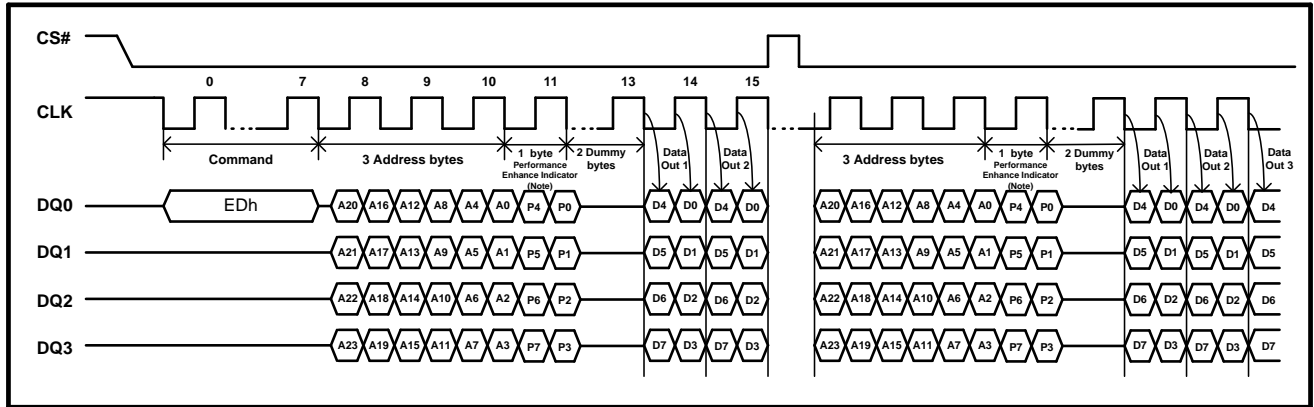 CS#
0 7 8 9 10 11 13 14 15
CLK
Command
3 Address bytes
1 byte
Performance
Enhance Indicator
(Note)
2 Dummy
bytes
Data
Out 1
Data
Out 2
3 Address bytes
1 byte
Performance
Enhance Indicator
(Note)
2 Dummy
bytes
Data
Out 1
Data
Out 2
Data
Out 3
DQ0 EDh A20 A16 A12 A8 A4 A0 P4 P0 D4 D0 D4 D0 A20 A16 A12 A8 A4 A0 P4 P0 D4 D0 D4 D0 D4
DQ1 A21 A17 A13 A9 A5 A1 P5 P1 D5 D1 D5 D1 A21 A17 A13 A9 A5 A1 P5 P1 D5 D1 D5 D1 D5
DQ2 A22 A18 A14 A10 A6 A2 P6 P2 D6 D2 D6 D2 A22 A18 A14 A10 A6 A2 P6 P2 D6 D2 D6 D2 D6
DQ3 A23 A19 A15 A11 A7 A3 P7 P3 D7 D3 D7 D3 A23 A19 A15 A11 A7 A3 P7 P3 D7 D3 D7 D3 D7